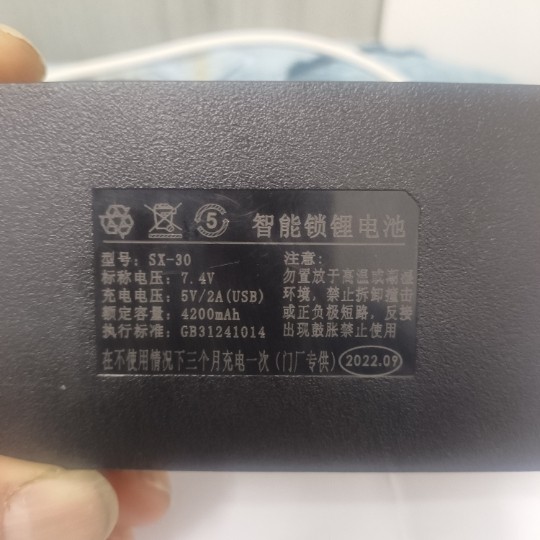 5
智能锁锂电池
型号：SX-30
标称电压：7.4V
充电电压：5V/2A(USB)
额定容量：4200mAh
执行标准：GB31241014
注意：
勿置放于高温或
环境，禁止拆卸撞击
或正负极短路，反接
出现鼓胀禁止使用
在不使用情况下三个月充电一次（门厂专供）
2022.09